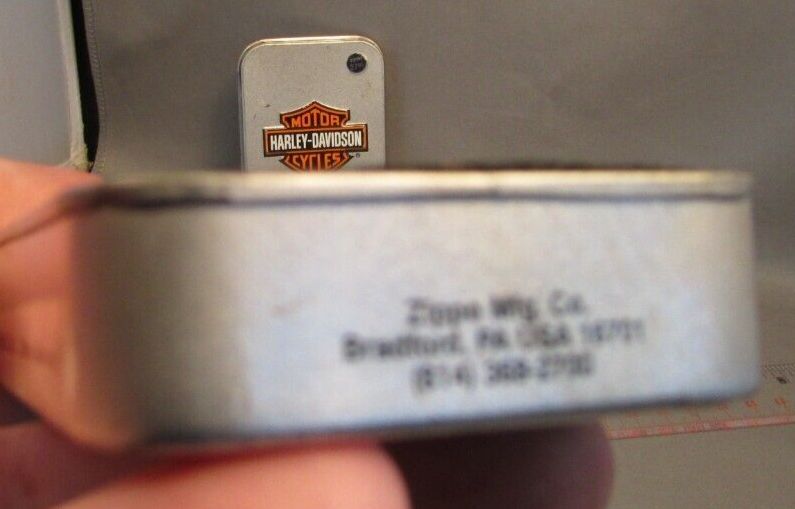 MOTOR
HARLEY-DAVIDSON
CYCLES
Zippo Mfg. Co.
Bradford, PA USA 16701
(814) 368-2700